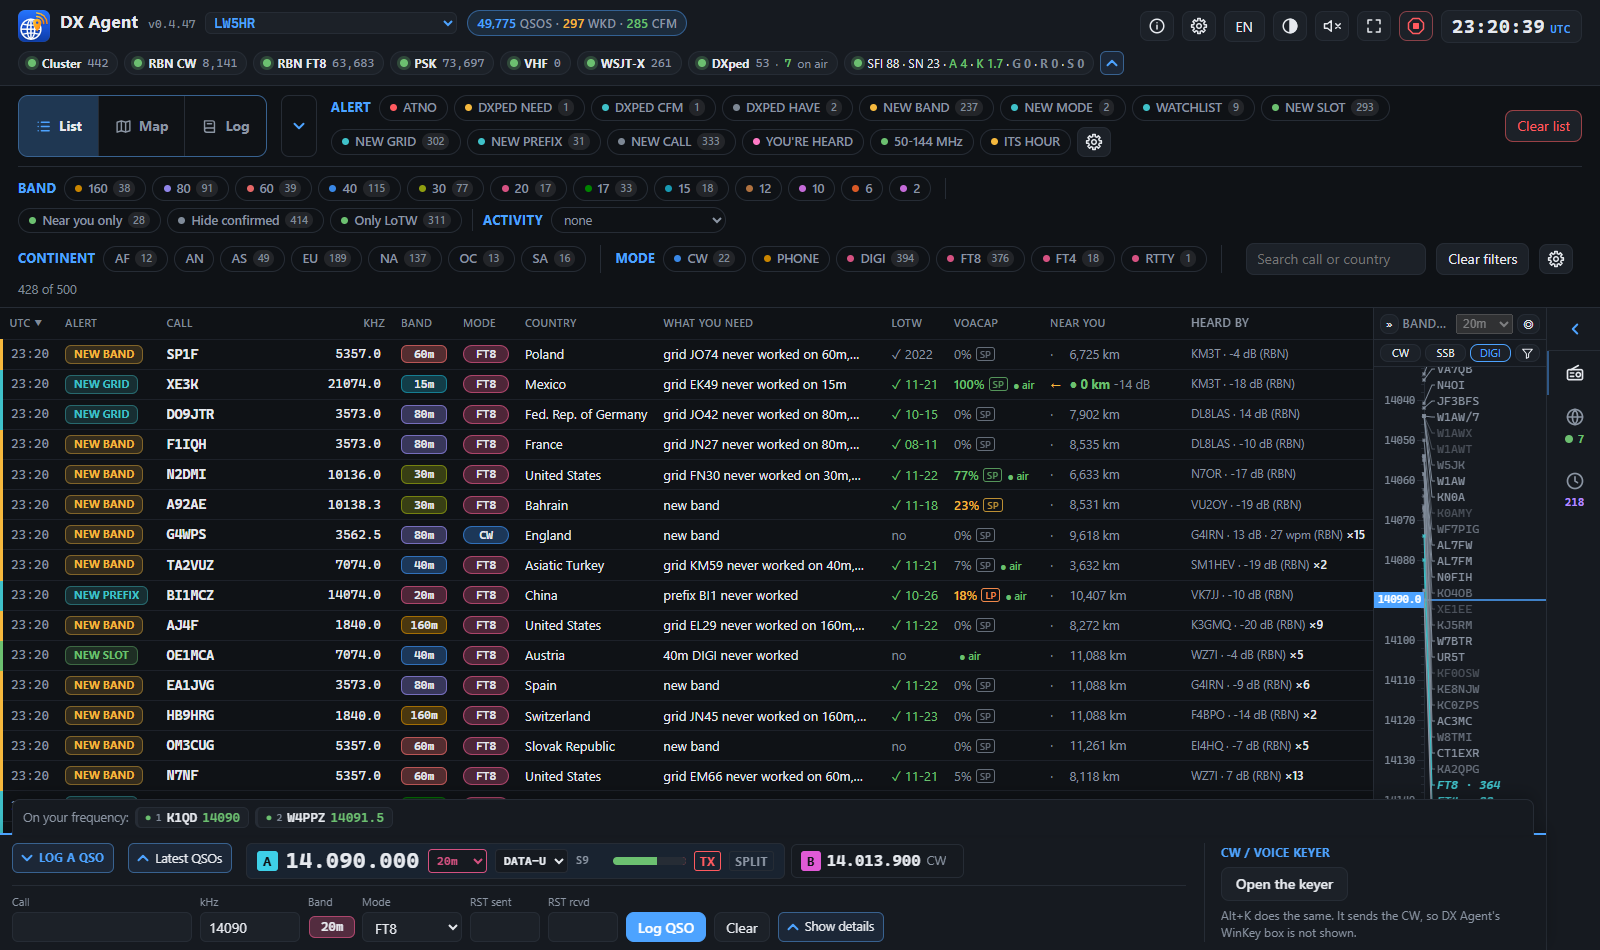 DX Agent v0.4.47 LW5HR 49,775 QSOS · 297 WKD · 285 CFM EN 23:20:39 UTC
Cluster 442 RBN CW 8,141 RBN FT8 63,683 PSK 73,697 VHF 0 WSJT-X 261 DXped 53 · 7 on air SFI 88 · SN 23 · A 4 · K 1.7 · G 0 · R 0 · S 0
List Map Log ALERT ATNO DXPED NEED 1 DXPED CFM 1 DXPED HAVE 2 NEW BAND 237 NEW MODE 2 WATCHLIST 9 NEW SLOT 293
NEW GRID 302 NEW PREFIX 31 NEW CALL 333 YOU'RE HEARD 50-144 MHz ITS HOUR Clear list
BAND 160 38 80 91 60 39 40 115 30 77 20 17 17 33 15 18 12 10 6 2
Near you only 28 Hide confirmed 414 Only LoTW 311 ACTIVITY none
CONTINENT AF 12 AN AS 49 EU 189 NA 137 OC 13 SA 16 MODE CW 22 PHONE DIGI 394 FT8 376 FT4 18 RTTY 1 Search call or country Clear filters
428 of 500
UTC ▼ ALERT CALL KHZ BAND MODE COUNTRY WHAT YOU NEED LOTW VOACAP NEAR YOU HEARD BY
23:20 NEW BAND SP1F 5357.0 60m FT8 Poland grid JO74 never worked on 60m,... ✓ 2022 0% SP · 6,725 km KM3T · -4 dB (RBN)
23:20 NEW GRID XE3K 21074.0 15m FT8 Mexico grid EK49 never worked on 15m ✓ 11-21 100% SP ● air ← ● 0 km -14 dB KM3T · -18 dB (RBN)
23:20 NEW GRID DO9JTR 3573.0 80m FT8 Fed. Rep. of Germany grid JO42 never worked on 80m,... ✓ 10-15 0% SP · 7,902 km DL8LAS · 14 dB (RBN)
23:20 NEW BAND F1IQH 3573.0 80m FT8 France grid JN27 never worked on 80m,... ✓ 08-11 0% SP · 8,535 km DL8LAS · -10 dB (RBN)
23:20 NEW BAND N2DMI 10136.0 30m FT8 United States grid FN30 never worked on 30m,... ✓ 11-22 77% SP ● air · 6,633 km N7OR · -17 dB (RBN)
23:20 NEW BAND A92AE 10138.3 30m FT8 Bahrain new band ✓ 11-18 23% SP · 8,531 km VU2OY · -19 dB (RBN)
23:20 NEW BAND G4WPS 3562.5 80m CW England new band no 0% SP · 9,618 km G4IRN · 13 dB · 27 wpm (RBN) ×15
23:20 NEW BAND TA2VUZ 7074.0 40m FT8 Asiatic Turkey grid KM59 never worked on 40m,... ✓ 11-21 7% SP ● air · 3,632 km SM1HEV · -19 dB (RBN) ×2
23:20 NEW PREFIX BI1MCZ 14074.0 20m FT8 China prefix BI1 never worked ✓ 10-26 18% LP ● air · 10,407 km VK7JJ · -10 dB (RBN)
23:20 NEW BAND AJ4F 1840.0 160m FT8 United States grid EL29 never worked on 160m,... ✓ 11-22 0% SP · 8,272 km K3GMQ · -20 dB (RBN) ×9
23:20 NEW SLOT OE1MCA 7074.0 40m FT8 Austria 40m DIGI never worked no ● air · 11,088 km WZ7I · -4 dB (RBN) ×5
23:20 NEW BAND EA1JVG 3573.0 80m FT8 Spain new band ✓ 11-22 0% SP · 11,088 km G4IRN · -9 dB (RBN) ×6
23:20 NEW BAND HB9HRG 1840.0 160m FT8 Switzerland grid JN45 never worked on 160m,... ✓ 11-23 0% SP · 11,088 km F4BPO · -14 dB (RBN) ×2
23:20 NEW BAND OM3CUG 5357.0 60m FT8 Slovak Republic new band no 0% SP · 11,261 km EI4HQ · -7 dB (RBN) ×5
23:20 NEW BAND N7NF 5357.0 60m FT8 United States grid EM66 never worked on 60m,... ✓ 11-21 5% SP · 8,118 km WZ7I · 7 dB (RBN) ×13
» BAND... 20m
CW SSB DIGI
VA7QB
N4OI
14040 JF3BFS
W1AW/7
W1AWX
14050 W1AWT
W5JK
14060 W1AW
KN0A
K0AMY
14070 WF7PIG
AL7FW
14080 AL7FM
N0FIH
KO4OB
14090.0 XE1EE
KJ5RM
14100 W7BTR
UR5T
KF0OSW
14110 KE8NJW
KC0ZPS
14120 AC3MC
W8TMI
CT1EXR
14130 KA2QPG
FT8 · 364
7
218
On your frequency: 1 K1QD 14090 2 W4PPZ 14091.5
LOG A QSO Latest QSOs A 14.090.000 20m DATA-U S9 TX SPLIT B 14.013.900 CW
CW / VOICE KEYER
Open the keyer
Alt+K does the same. It sends the CW, so DX Agent's
WinKey box is not shown.
Call kHz Band Mode RST sent RST rcvd
14090 20m FT8 Log QSO Clear Show details